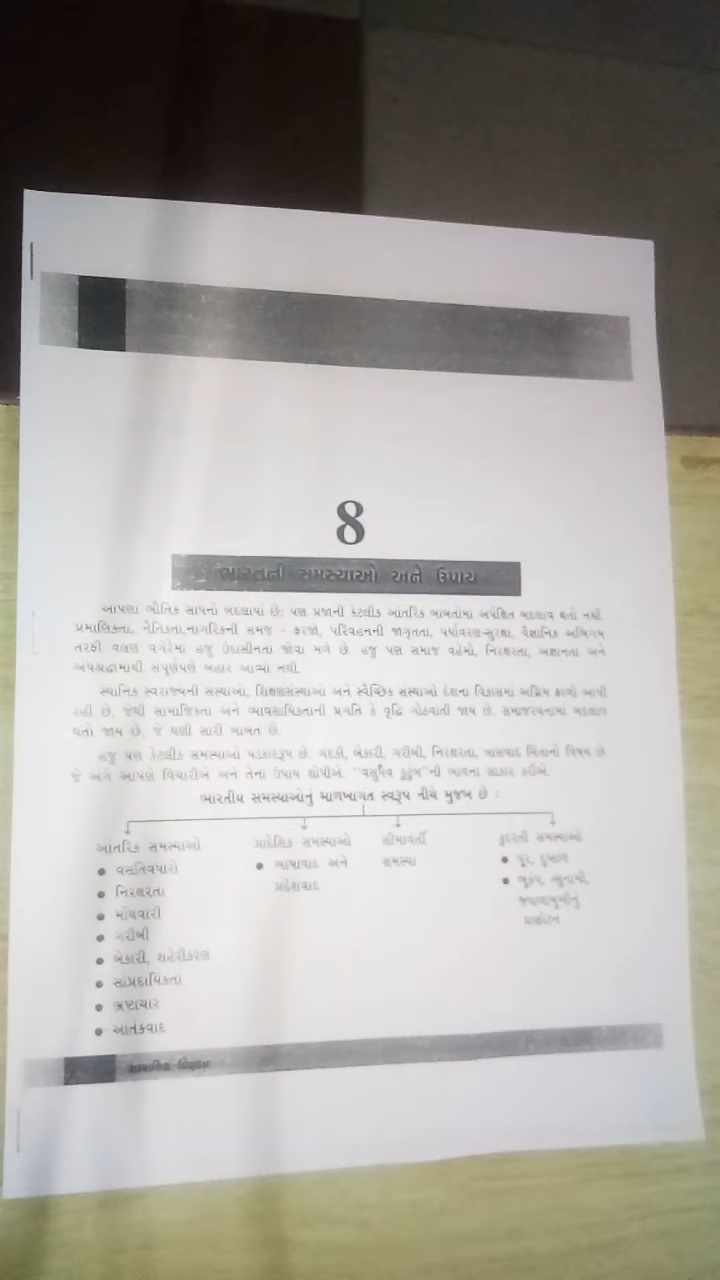 8
ભારતની સમસ્યાઓ અને ઉપાય
આપણા ભૌતિક સાધનો બદલાયાં છે; પણ પ્રજાની કેટલીક આંતરિક બાબતોમાં અપેક્ષિત બદલાવ થતો નથી.
પ્રમાણિકતા, નૈતિકતા,નાગરિકની સમજ - ફરજો, પરિવહનની જાગૃતતા, પર્યાવરણ-સુરક્ષા, વૈજ્ઞાનિક અભિગમ
તરફી વલણ વગેરેમાં હજુ ઉદાસીનતા જોવા મળે છે. હજુ પણ સમાજ વહેમો, નિરક્ષરતા, અજ્ઞાનતા અને
અંધશ્રદ્ધામાંથી સંપૂર્ણપણે બહાર આવ્યો નથી.
સ્થાનિક સ્વરાજ્યની સંસ્થાઓ, શિક્ષણસંસ્થાઓ અને સ્વૈચ્છિક સંસ્થાઓ દેશના વિકાસમાં અગ્રિમ ફાળો આપી
રહી છે, જેથી સામાજિકતા અને વ્યાવસાયિકતાની પ્રગતિ કે વૃદ્ધિ ગોઠવાતી જાય છે. સમાજરચનામાં બદલાવ
થતો જાય છે, જે ઘણી સારી બાબત છે.
હજુ પણ કેટલીક સમસ્યાઓ પડકારરૂપ છે. ગંદકી, બેકારી, ગરીબી, નિરક્ષરતા, ત્રાસવાદ ચિંતાનો વિષય છે.
જે અંગે આપણે વિચારીએ અને તેના ઉપાય શોધીએ. "વસુધૈવ કુટુંબ"ની ભાવના સાકાર કરીએ.
ભારતીય સમસ્યાઓનું માળખાગત સ્વરૂપ નીચે મુજબ છે :
આંતરિક સમસ્યાઓ પ્રાદેશિક સમસ્યાઓ સીમાવર્તી કુદરતી સમસ્યાઓ
● વસતિવધારો ● ભાષાવાદ અને સમસ્યા ● પૂર, દુષ્કાળ
● નિરક્ષરતા પ્રદેશવાદ ● ભૂકંપ, ત્સુનામી,
● મોંઘવારી જ્વાળામુખીનું
● ગરીબી પ્રસ્ફોટન
● બેકારી, શહેરીકરણ
● સાંપ્રદાયિકતા
● ભ્રષ્ટાચાર
● આતંકવાદ
સામાજિક વિજ્ઞાન